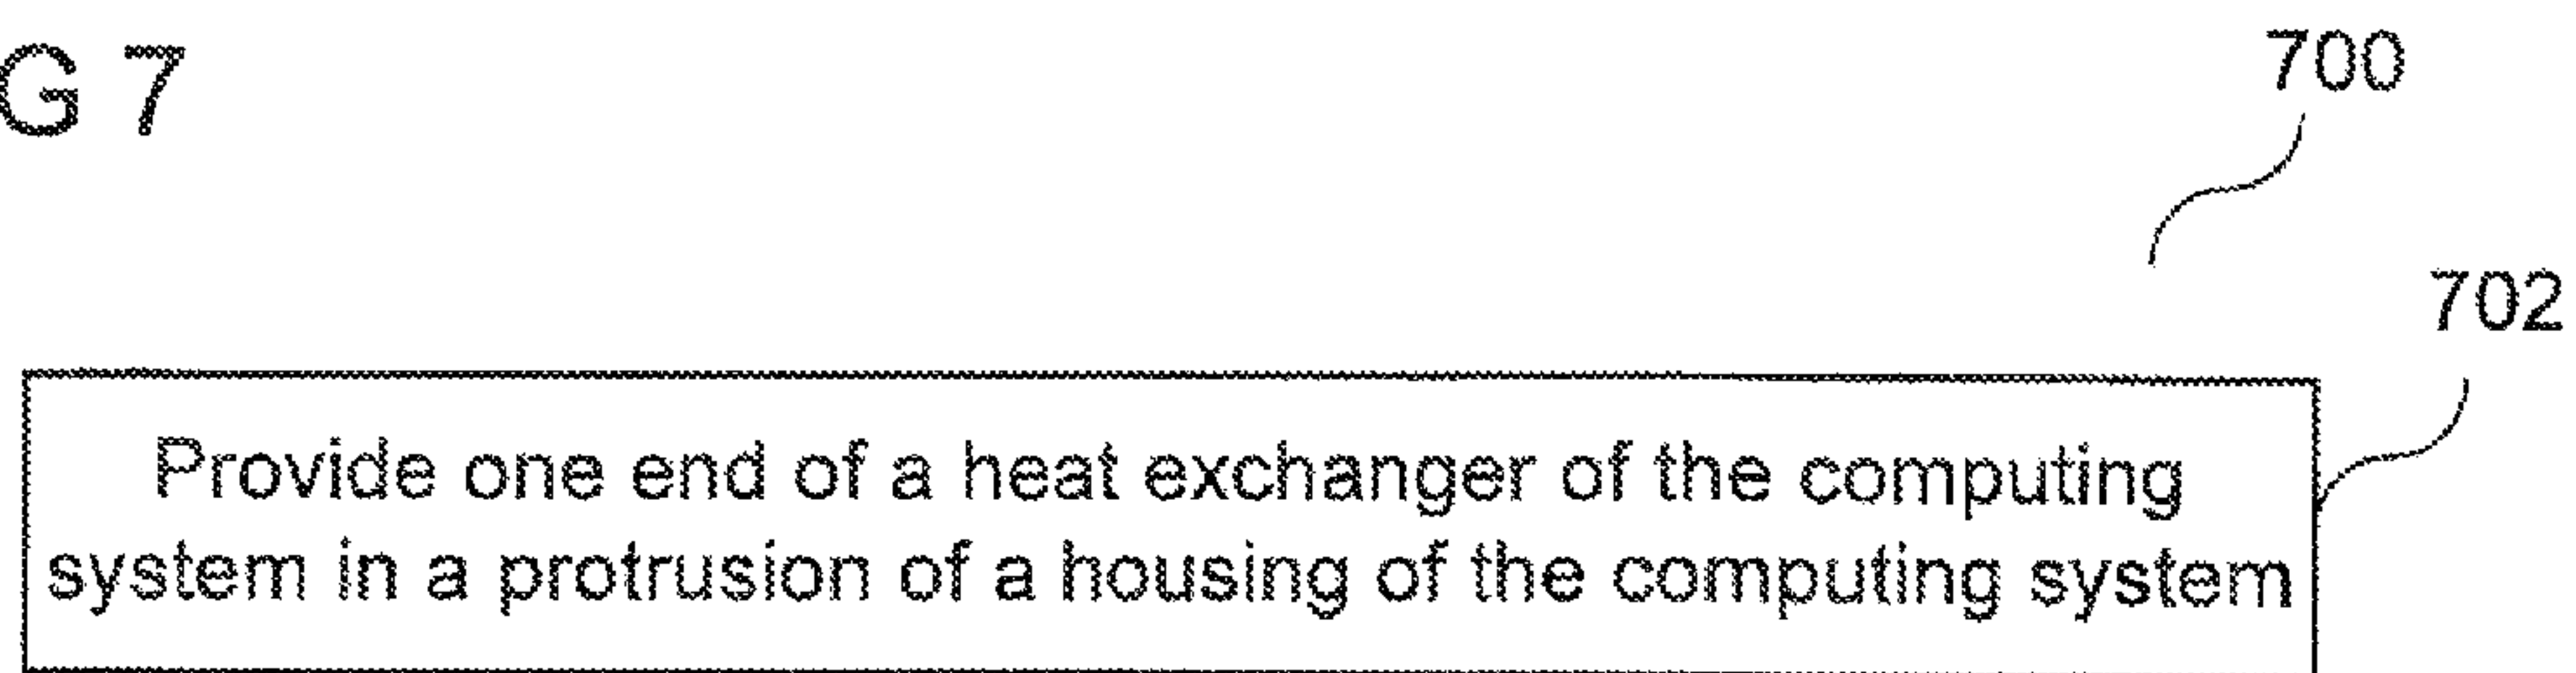 G 7
700
702
Provide one end of a heat exchanger of the computing
system in a protrusion of a housing of the computing system